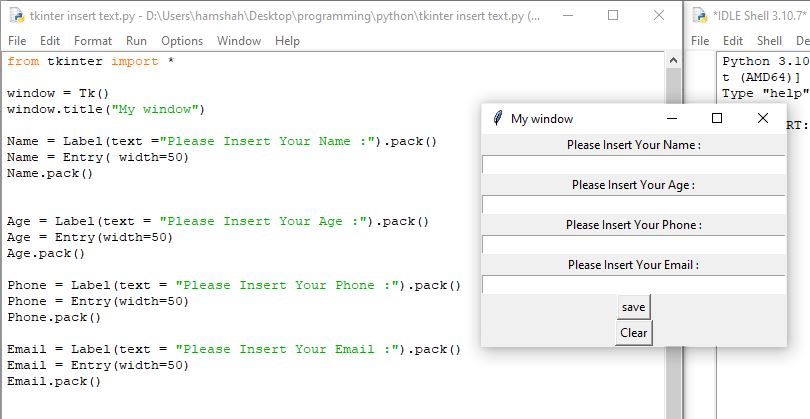 tkinter insert text.py - D:\Users\hamshah\Desktop\programming\python\tkinter insert text.py (...
File Edit Format Run Options Window Help
from tkinter import *
window = Tk()
window.title("My window")
Name = Label(text ="Please Insert Your Name :").pack()
Name = Entry( width=50)
Name.pack()
Age = Label(text = "Please Insert Your Age :").pack()
Age = Entry(width=50)
Age.pack()
Phone = Label(text = "Please Insert Your Phone :").pack()
Phone = Entry(width=50)
Phone.pack()
Email = Label(text = "Please Insert Your Email :").pack()
Email = Entry(width=50)
Email.pack()
*IDLE Shell 3.10.7*
File Edit Shell De
Python 3.10
t (AMD64)]
Type "help"
RT:
My window
Please Insert Your Name :
Please Insert Your Age :
Please Insert Your Phone :
Please Insert Your Email :
save
Clear